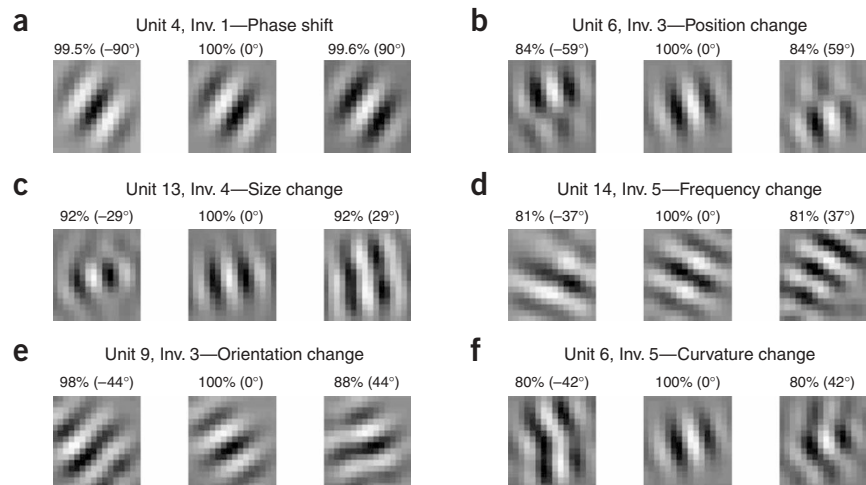 a
Unit 4, Inv. 1—Phase shift
99.5% (–90°) 100% (0°) 99.6% (90°)
b
Unit 6, Inv. 3—Position change
84% (–59°) 100% (0°) 84% (59°)
c
Unit 13, Inv. 4—Size change
92% (–29°) 100% (0°) 92% (29°)
d
Unit 14, Inv. 5—Frequency change
81% (–37°) 100% (0°) 81% (37°)
e
Unit 9, Inv. 3—Orientation change
98% (–44°) 100% (0°) 88% (44°)
f
Unit 6, Inv. 5—Curvature change
80% (–42°) 100% (0°) 80% (42°)